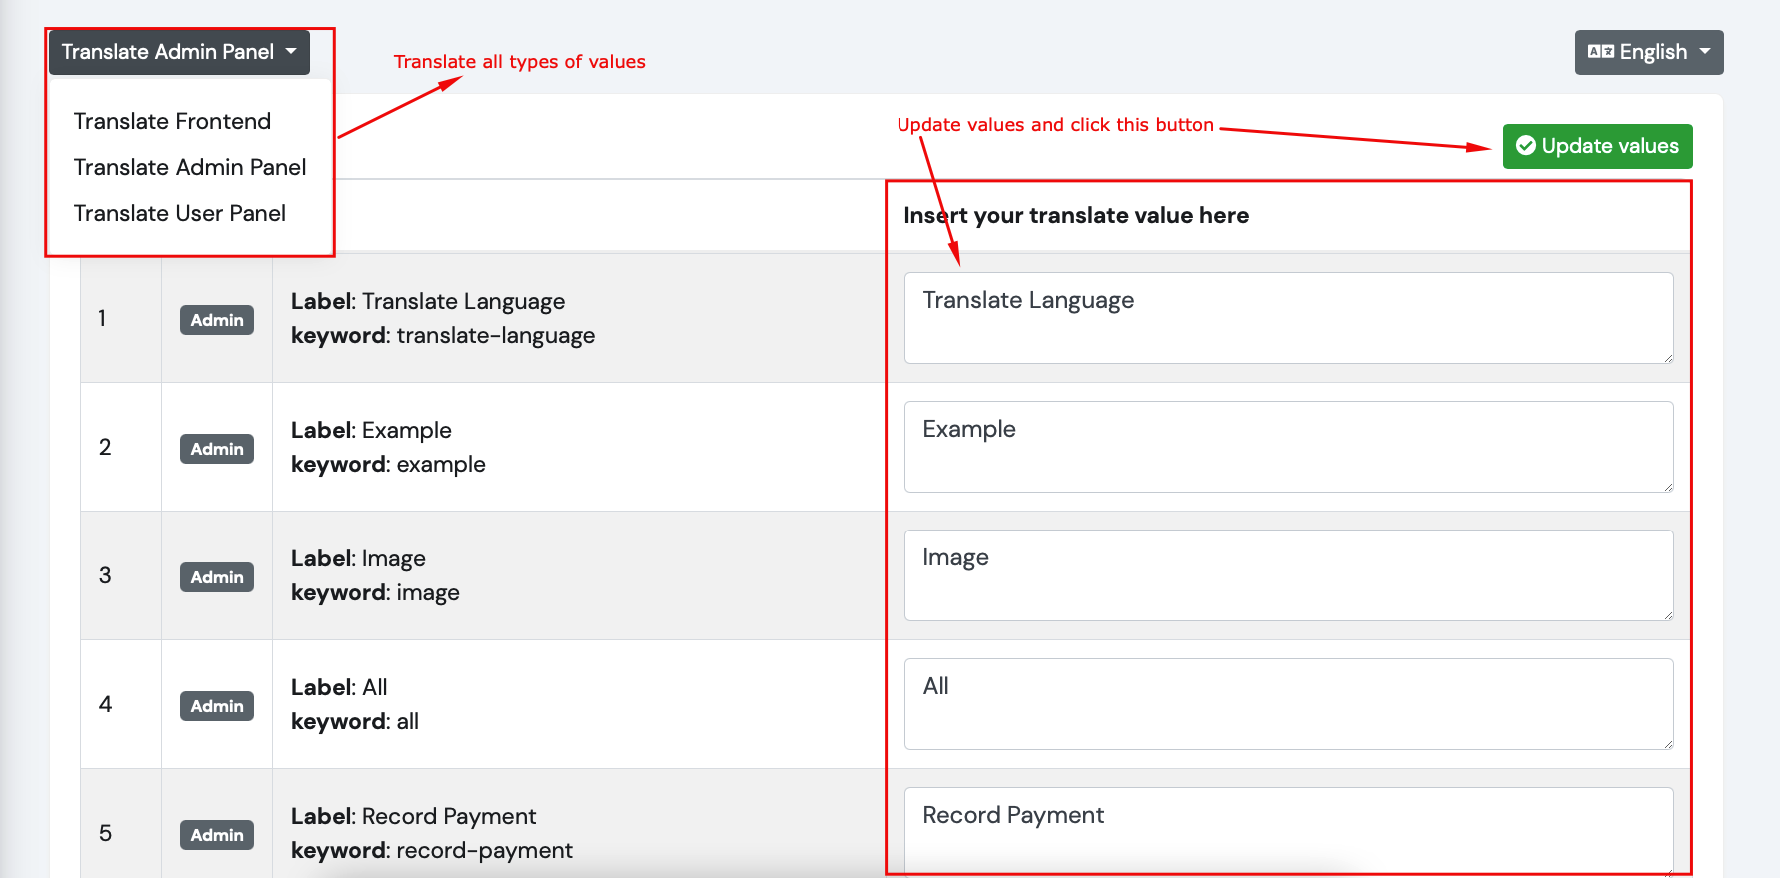 Translate Admin Panel
Translate all types of values
English
Translate Frontend
Translate Admin Panel
Translate User Panel
Update values and click this button
Update values
Insert your translate value here
1
Admin
Label: Translate Language
keyword: translate-language
Translate Language
2
Admin
Label: Example
keyword: example
Example
3
Admin
Label: Image
keyword: image
Image
4
Admin
Label: All
keyword: all
All
5
Admin
Label: Record Payment
keyword: record-payment
Record Payment